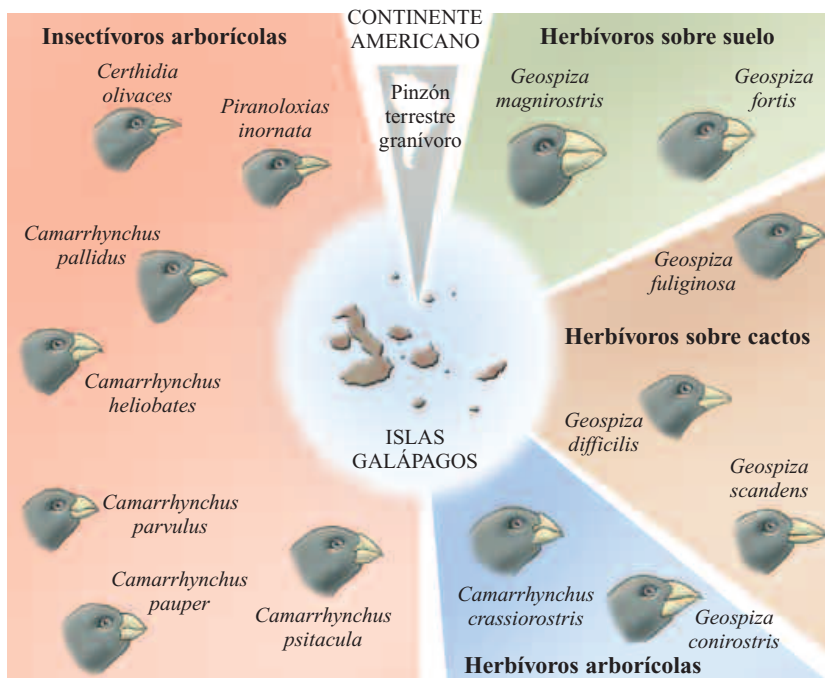 CONTINENTE
AMERICANO
Pinzón
terrestre
granívoro
Insectívoros arborícolas
Certhidia
olivaces
Piranoloxias
inornata
Camarrhynchus
pallidus
Camarrhynchus
heliobates
Camarrhynchus
parvulus
Camarrhynchus
pauper
Camarrhynchus
psitacula
Herbívoros sobre suelo
Geospiza
magnirostris
Geospiza
fortis
Geospiza
fuliginosa
Herbívoros sobre cactos
Geospiza
difficilis
Geospiza
scandens
ISLAS
GALÁPAGOS
Camarrhynchus
crassiorostris
Geospiza
conirostris
Herbívoros arborícolas